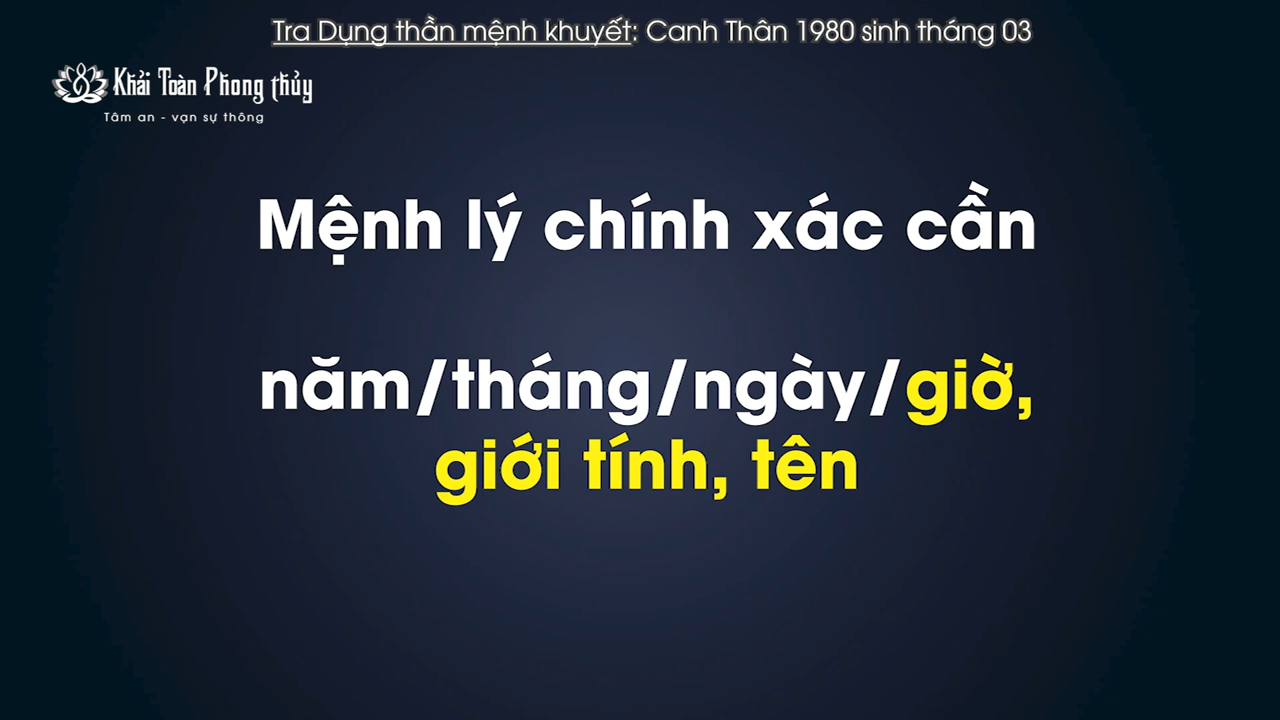 Tra Dụng thần mệnh khuyết: Canh Thân 1980 sinh tháng 03
Khải Toàn Phong thủy
Tâm an - vạn sự thông
Mệnh lý chính xác cần
năm/tháng/ngày/giờ,
giới tính, tên